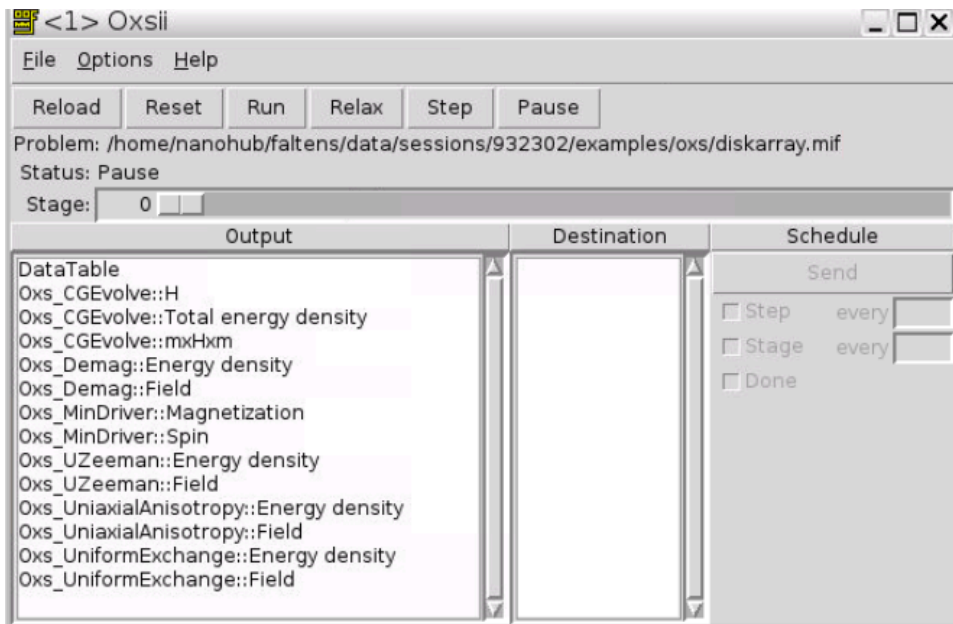 <1> Oxsii
File Options Help
Reload Reset Run Relax Step Pause
Problem: /home/nanohub/faltens/data/sessions/932302/examples/oxs/diskarray.mif
Status: Pause
Stage: 0
Output Destination Schedule
DataTable
Oxs_CGEvolve::H
Oxs_CGEvolve::Total energy density
Oxs_CGEvolve::mxHxm
Oxs_Demag::Energy density
Oxs_Demag::Field
Oxs_MinDriver::Magnetization
Oxs_MinDriver::Spin
Oxs_UZeeman::Energy density
Oxs_UZeeman::Field
Oxs_UniaxialAnisotropy::Energy density
Oxs_UniaxialAnisotropy::Field
Oxs_UniformExchange::Energy density
Oxs_UniformExchange::Field
Send
Step every
Stage every
Done